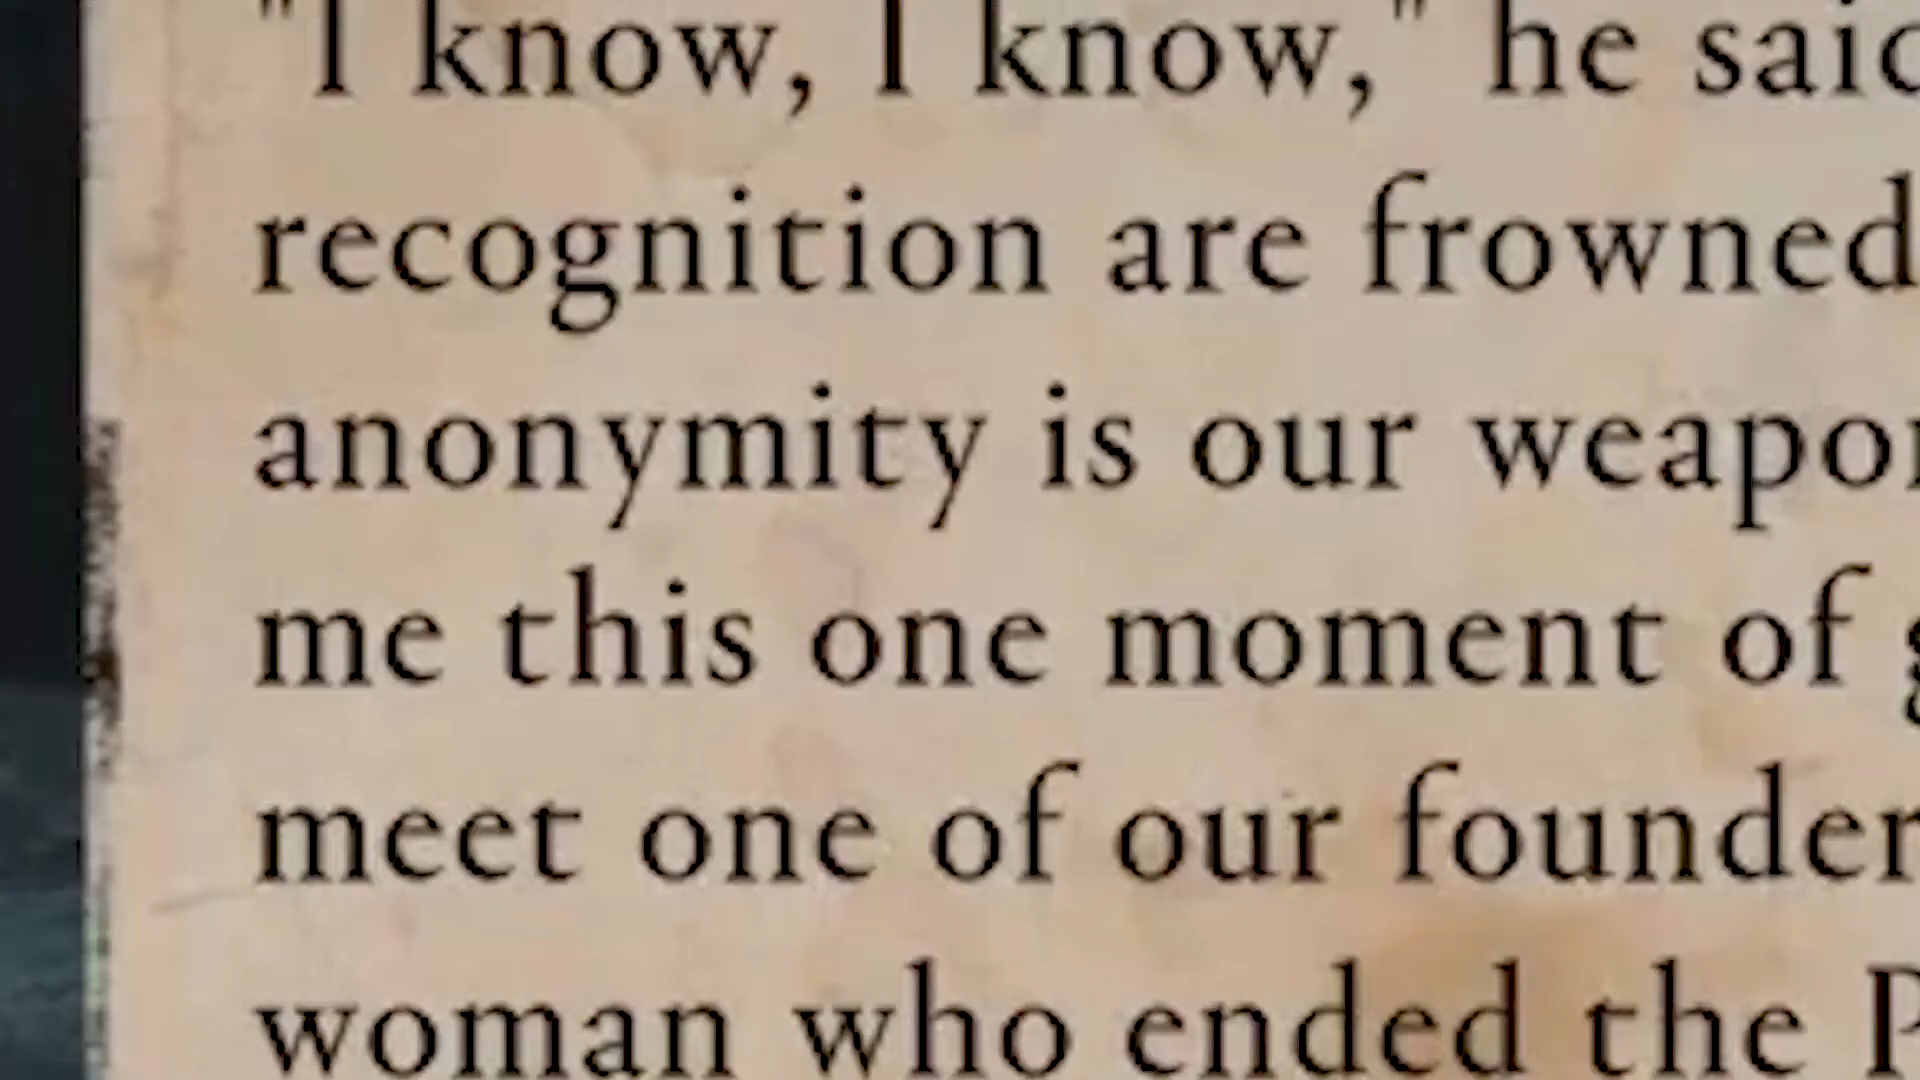 "I know, I know," he said
recognition are frowned
anonymity is our weapon
me this one moment of
meet one of our founder
woman who ended the P